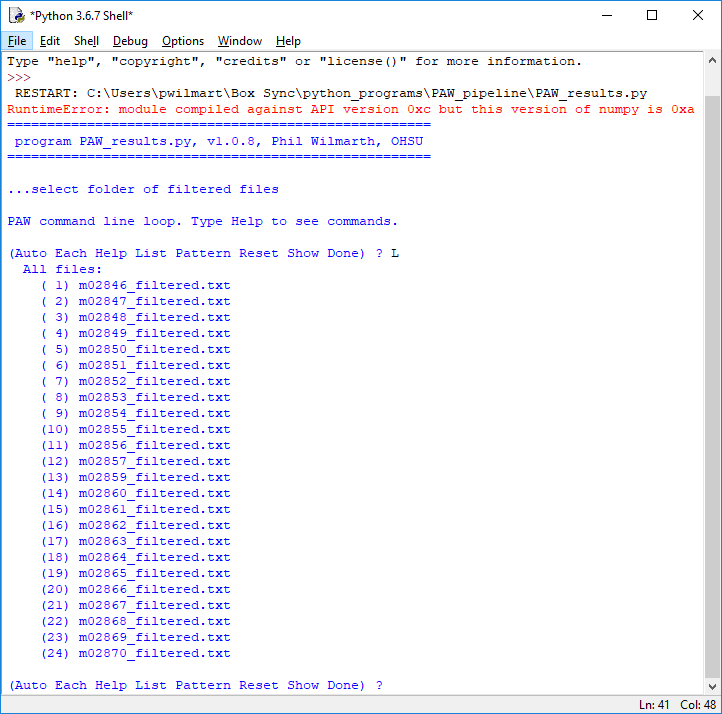 *Python 3.6.7 Shell*
File Edit Shell Debug Options Window Help
Type "help", "copyright", "credits" or "license()" for more information.
>>>
 RESTART: C:\Users\pwilmart\Box Sync\python_programs\PAW_pipeline\PAW_results.py
RuntimeError: module compiled against API version 0xc but this version of numpy is 0xa
=====================================================
 program PAW_results.py, v1.0.8, Phil Wilmarth, OHSU
=====================================================
...select folder of filtered files
PAW command line loop. Type Help to see commands.
(Auto Each Help List Pattern Reset Show Done) ? L
  All files:
    ( 1) m02846_filtered.txt
    ( 2) m02847_filtered.txt
    ( 3) m02848_filtered.txt
    ( 4) m02849_filtered.txt
    ( 5) m02850_filtered.txt
    ( 6) m02851_filtered.txt
    ( 7) m02852_filtered.txt
    ( 8) m02853_filtered.txt
    ( 9) m02854_filtered.txt
    (10) m02855_filtered.txt
    (11) m02856_filtered.txt
    (12) m02857_filtered.txt
    (13) m02859_filtered.txt
    (14) m02860_filtered.txt
    (15) m02861_filtered.txt
    (16) m02862_filtered.txt
    (17) m02863_filtered.txt
    (18) m02864_filtered.txt
    (19) m02865_filtered.txt
    (20) m02866_filtered.txt
    (21) m02867_filtered.txt
    (22) m02868_filtered.txt
    (23) m02869_filtered.txt
    (24) m02870_filtered.txt
(Auto Each Help List Pattern Reset Show Done) ?
Ln: 41 Col: 48